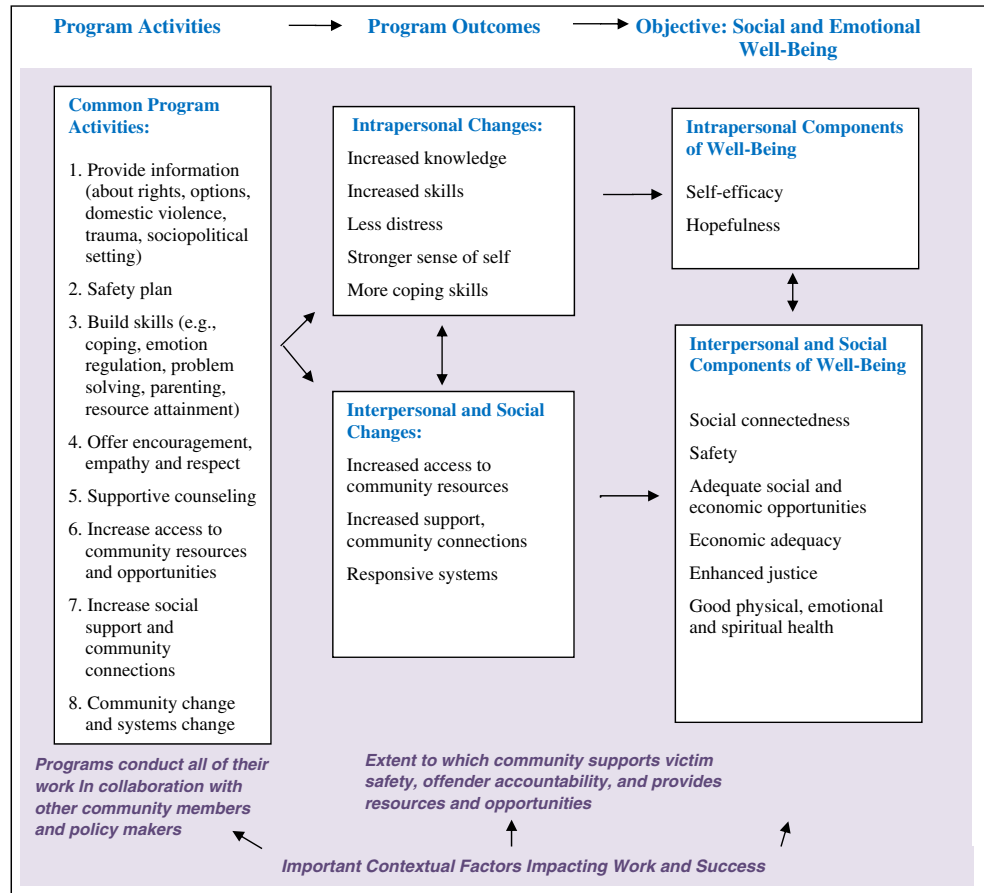 Program Activities
Program Outcomes
Objective: Social and Emotional
Well-Being
Common Program
Activities:
1. Provide information
(about rights, options,
domestic violence,
trauma, sociopolitical
setting)
2. Safety plan
3. Build skills (e.g.,
coping, emotion
regulation, problem
solving, parenting,
resource attainment)
4. Offer encouragement,
empathy and respect
5. Supportive counseling
6. Increase access to
community resources
and opportunities
7. Increase social
support and
community
connections
8. Community change
and systems change
Intrapersonal Changes:
Increased knowledge
Increased skills
Less distress
Stronger sense of self
More coping skills
Interpersonal and Social
Changes:
Increased access to
community resources
Increased support,
community connections
Responsive systems
Intrapersonal Components
of Well-Being
Self-efficacy
Hopefulness
Interpersonal and Social
Components of Well-Being
Social connectedness
Safety
Adequate social and
economic opportunities
Economic adequacy
Enhanced justice
Good physical, emotional
and spiritual health
Programs conduct all of their
work In collaboration with
other community members
and policy makers
Extent to which community supports victim
safety, offender accountability, and provides
resources and opportunities
Important Contextual Factors Impacting Work and Success